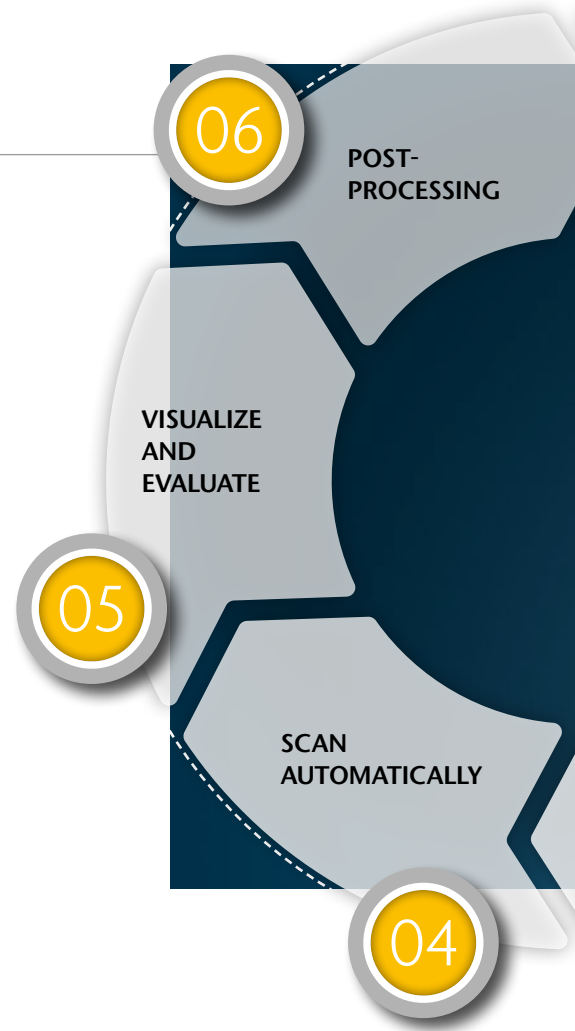 06
POST-
PROCESSING
VISUALIZE
AND
EVALUATE
05
SCAN
AUTOMATICALLY
04